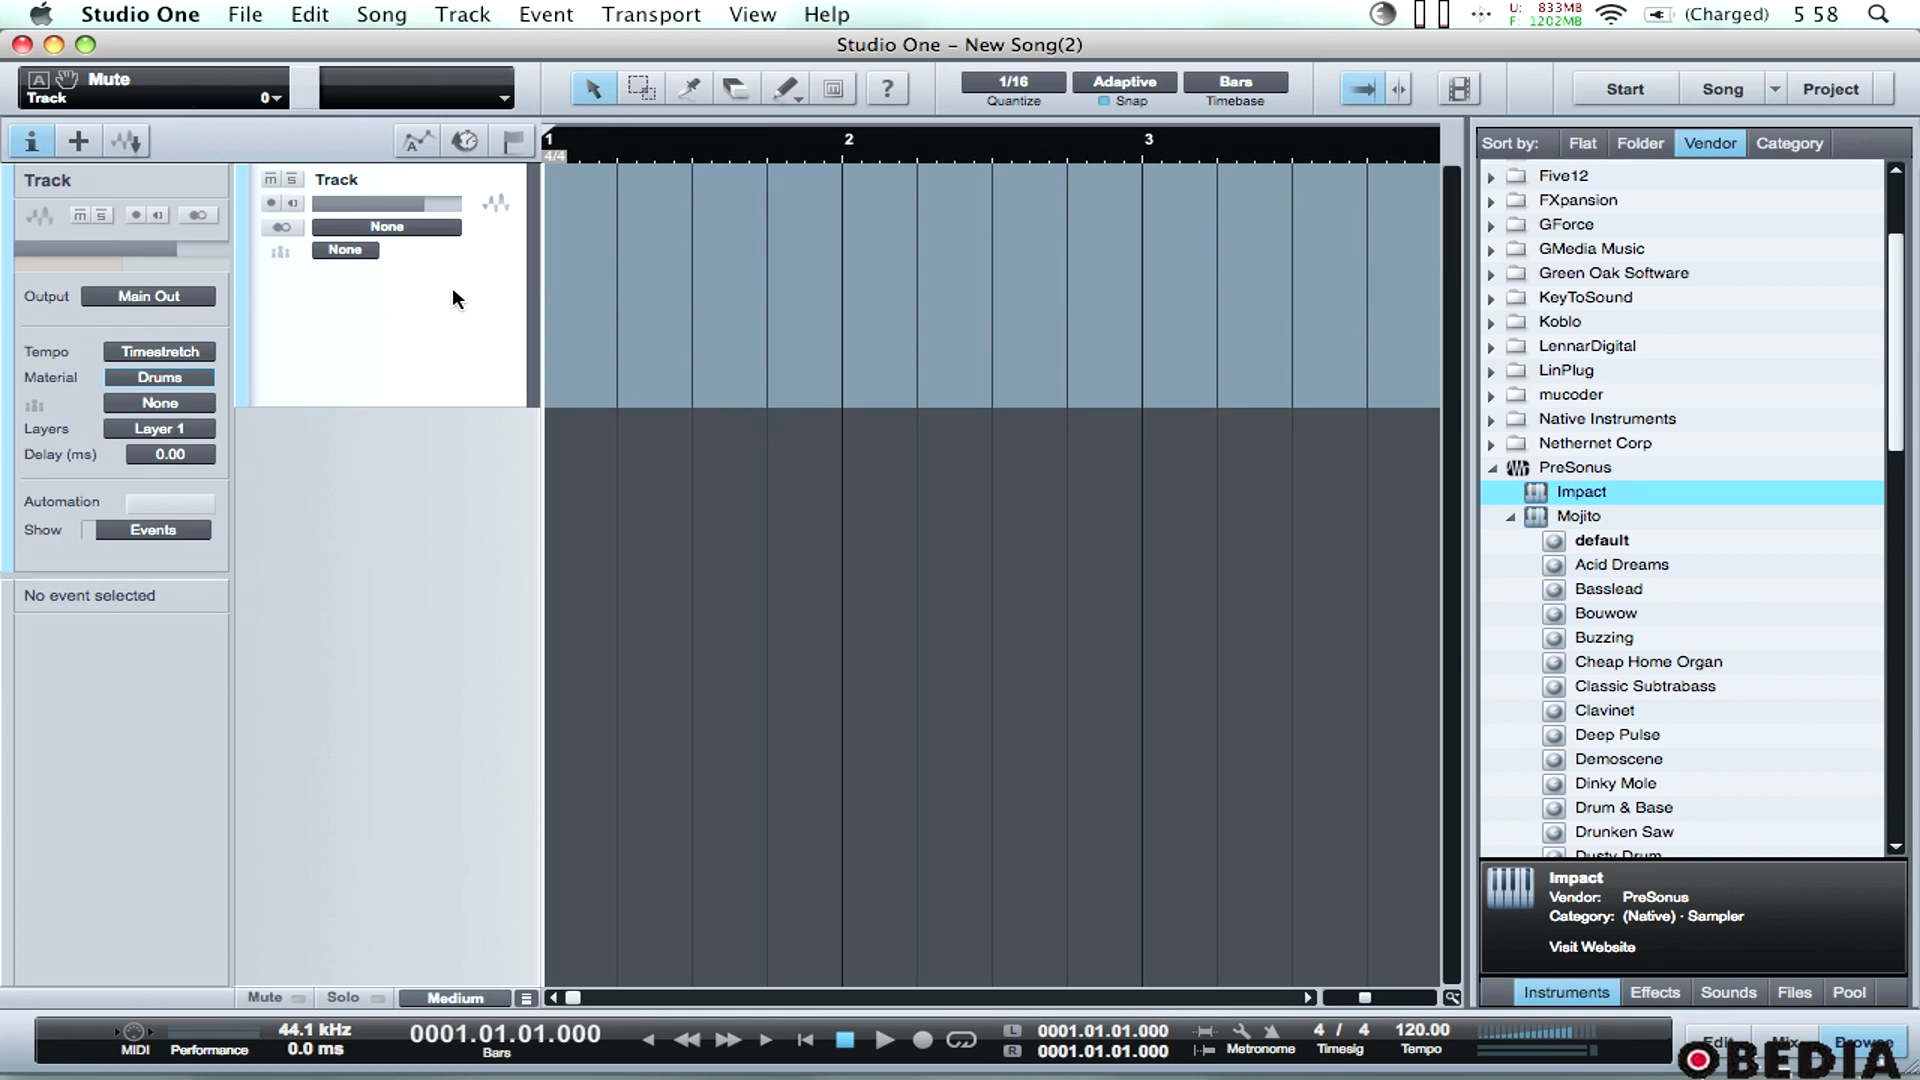 Studio One File Edit Song Track Event Transport View Help
U: 833MB
F: 1202MB
(Charged) 5 58
Studio One – New Song(2)
A Mute
Track 0
1/16 Adaptive Bars
Quantize Snap Timebase
?
Start Song Project
i + A
1 2 3
4/4
Sort by: Flat Folder Vendor Category
Track
m s
Output Main Out
Tempo Timestretch
Material Drums
None
Layers Layer 1
Delay (ms) 0.00
Automation
Show Events
No event selected
m s Track
None
None
Mute Solo Medium
Five12
FXpansion
GForce
GMedia Music
Green Oak Software
KeyToSound
Koblo
LennarDigital
LinPlug
mucoder
Native Instruments
Nethernet Corp
PreSonus
Impact
Mojito
default
Acid Dreams
Basslead
Bouwow
Buzzing
Cheap Home Organ
Classic Subtrabass
Clavinet
Deep Pulse
Demoscene
Dinky Mole
Drum & Base
Drunken Saw
Dusty Drum
Impact
Vendor: PreSonus
Category: (Native) · Sampler
Visit Website
Instruments Effects Sounds Files Pool
MIDI Performance
44.1 kHz
0.0 ms
0001.01.01.000
Bars
L 0001.01.01.000
R 0001.01.01.000
Metronome
4 / 4
Timesig
120.00
Tempo
Edit Mix Browse
OBEDIA